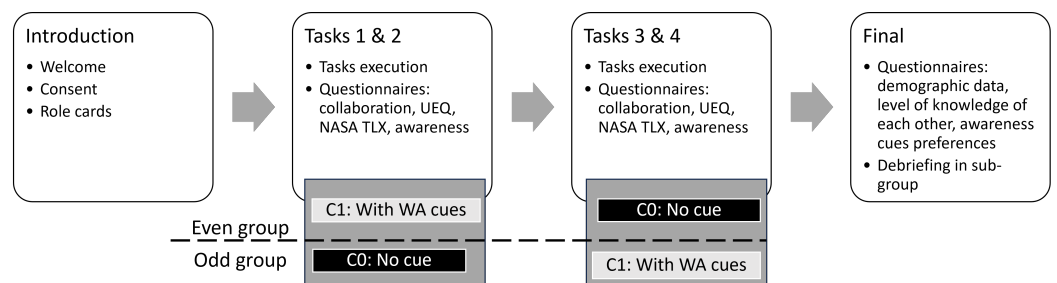 Introduction
• Welcome
• Consent
• Role cards
Tasks 1 & 2
• Tasks execution
• Questionnaires:
collaboration, UEQ,
NASA TLX, awareness
Tasks 3 & 4
• Tasks execution
• Questionnaires:
collaboration, UEQ,
NASA TLX, awareness
Final
• Questionnaires:
demographic data,
level of knowledge of
each other, awareness
cues preferences
• Debriefing in sub-
group
Even group
C1: With WA cues
C0: No cue
Odd group
C0: No cue
C1: With WA cues